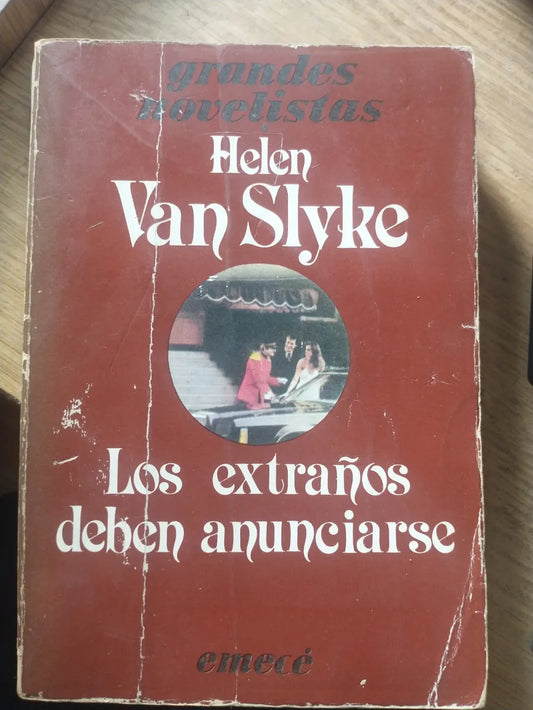 grandes
novelistas
Helen
Van Slyke
Los extraños
deben anunciarse
emecé